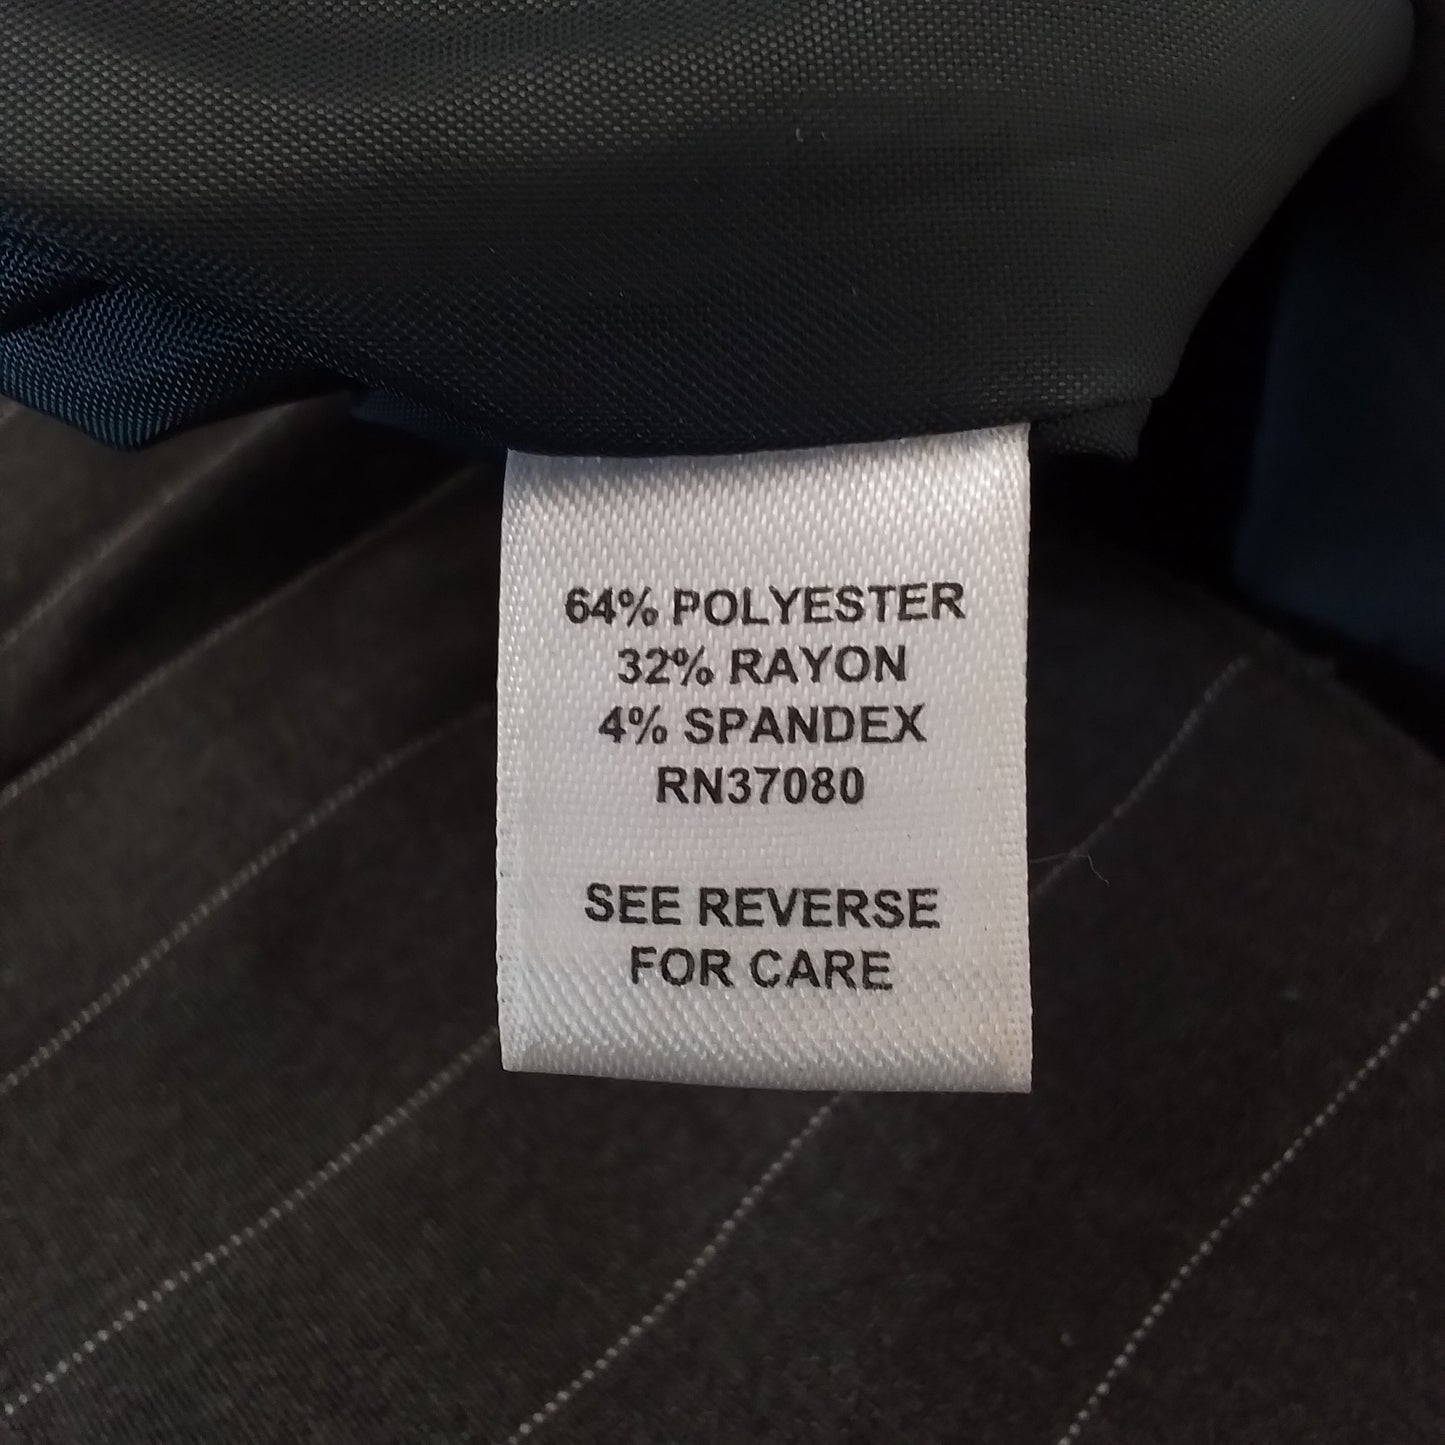 64% POLYESTER
32% RAYON
4% SPANDEX
RN37080
SEE REVERSE
FOR CARE